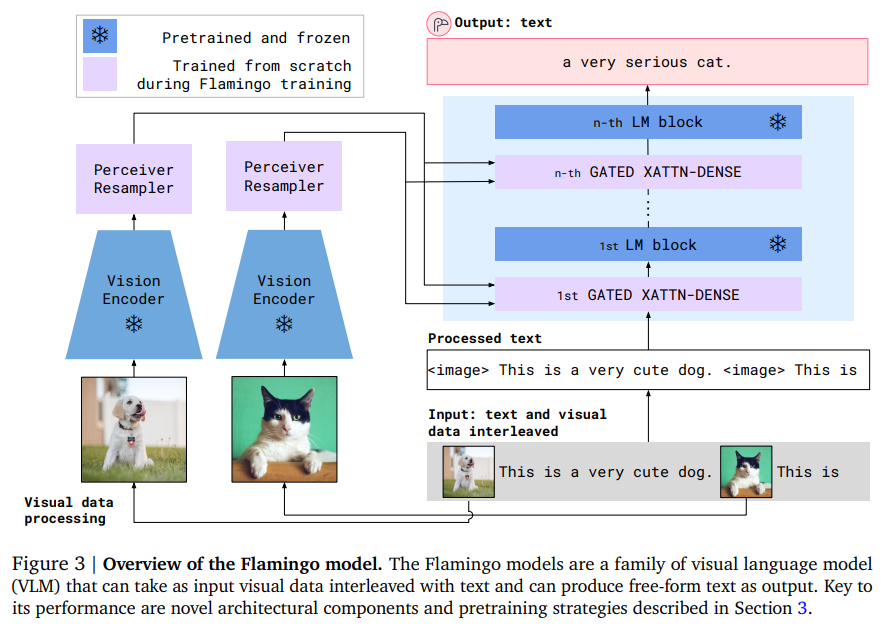 Output: text
Pretrained and frozen
Trained from scratch
during Flamingo training
a very serious cat.
n-th LM block
n-th GATED XATTN-DENSE
1st LM block
1st GATED XATTN-DENSE
Perceiver
Resampler
Perceiver
Resampler
Vision
Encoder
Vision
Encoder
Processed text
<image> This is a very cute dog. <image> This is
Input: text and visual
data interleaved
This is a very cute dog.
This is
Visual data
processing
Figure 3 | Overview of the Flamingo model. The Flamingo models are a family of visual language model
(VLM) that can take as input visual data interleaved with text and can produce free-form text as output. Key to
its performance are novel architectural components and pretraining strategies described in Section 3.